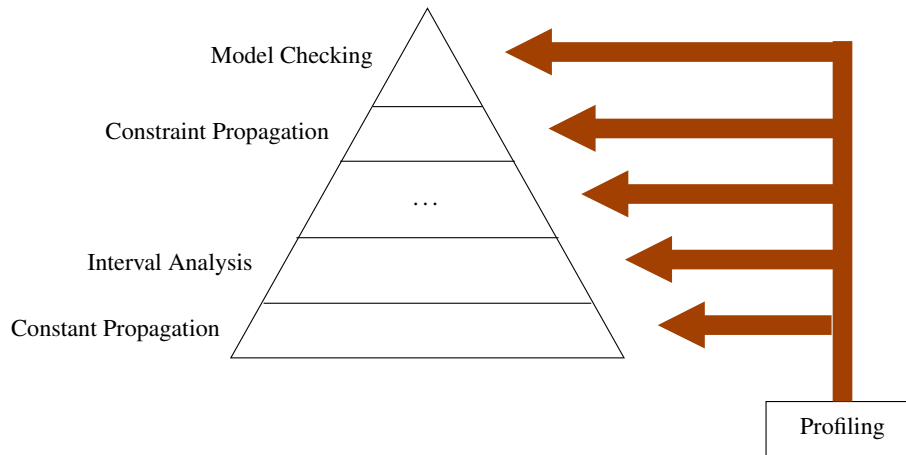 Model Checking
Constraint Propagation
...
Interval Analysis
Constant Propagation
Profiling